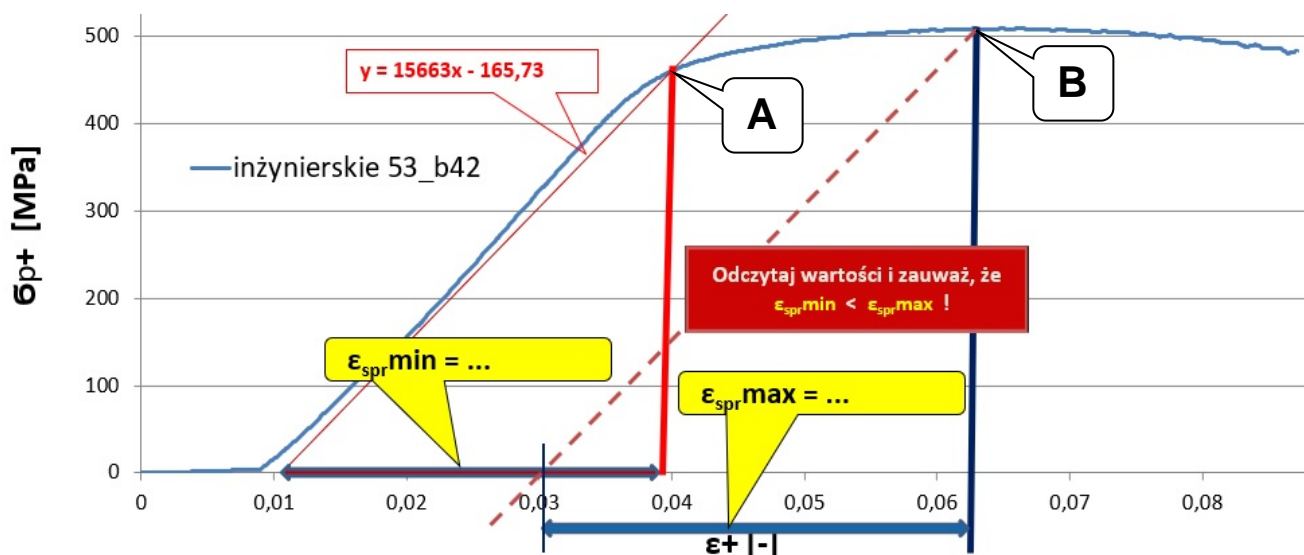 500
400
300
200
100
0
бp+ [MPa]
y = 15663x - 165,73
A
B
inżynierskie 53_b42
Odczytaj wartości i zauważ, że
εsprmin < εsprmax !
εsprmin = ...
εsprmax = ...
0 0,01 0,02 0,03 0,04 0,05 0,06 0,07 0,08
ε+ [-]